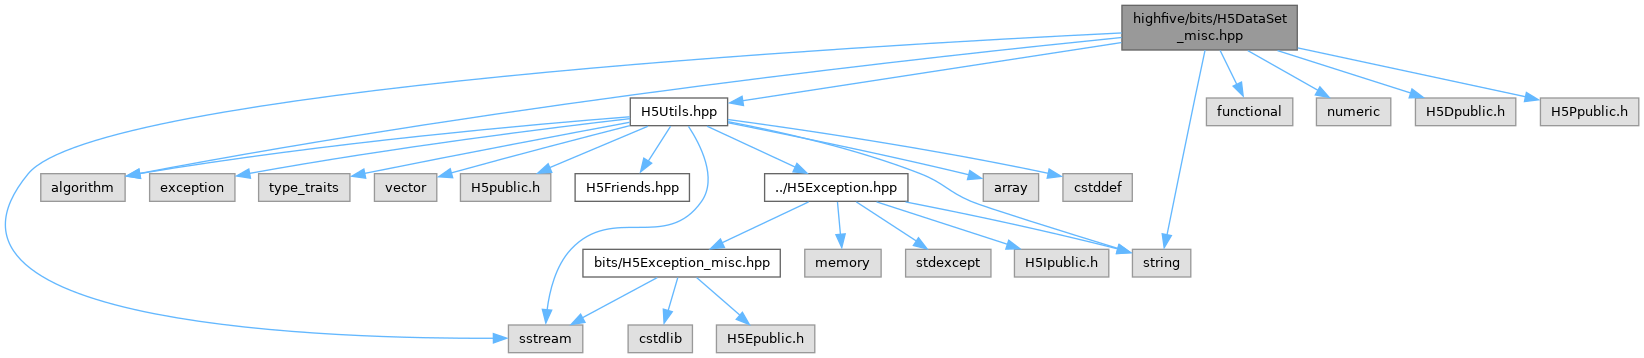 highfive/bits/H5DataSet
_misc.hpp
H5Utils.hpp
functional
numeric
H5Dpublic.h
H5Ppublic.h
algorithm
exception
type_traits
vector
H5public.h
H5Friends.hpp
../H5Exception.hpp
array
cstddef
bits/H5Exception_misc.hpp
memory
stdexcept
H5Ipublic.h
string
sstream
cstdlib
H5Epublic.h